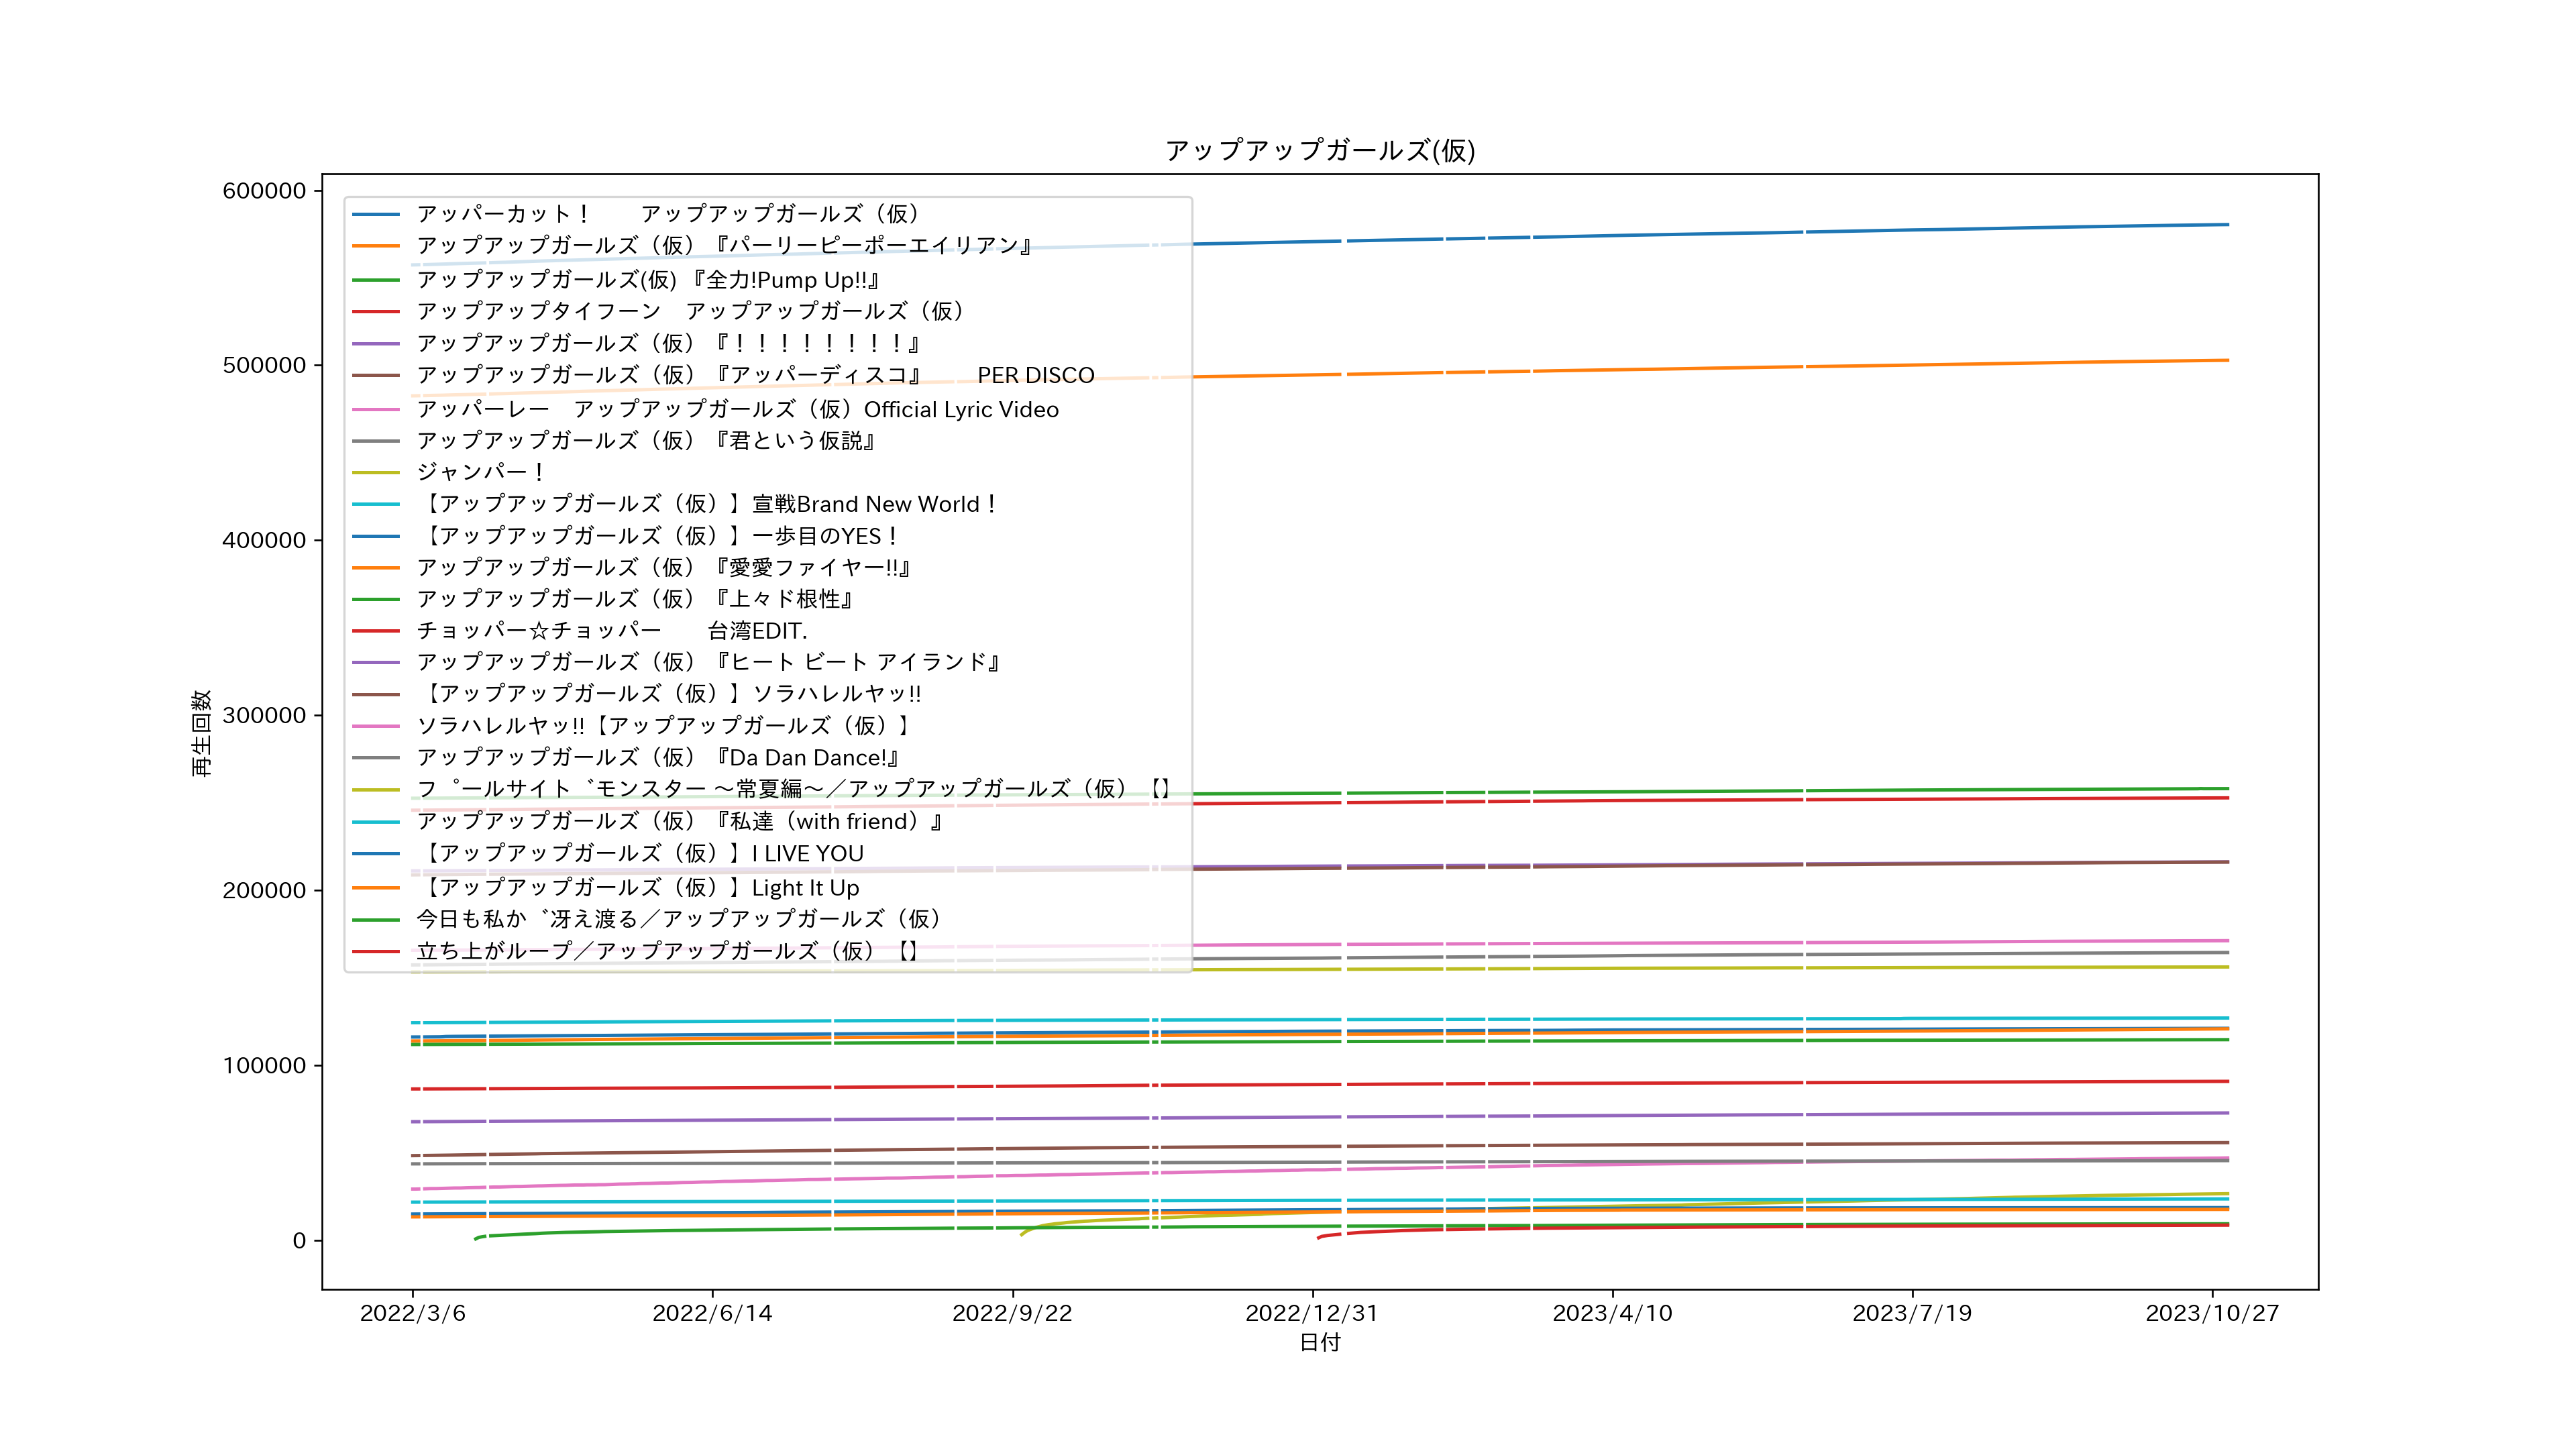 アップアップガールズ(仮)
600000
500000
400000
300000
200000
100000
0
再生回数
アッパーカット！　　アップアップガールズ（仮）
アップアップガールズ（仮）『パーリーピーポーエイリアン』
アップアップガールズ(仮) 『全力!Pump Up!!』
アップアップタイフーン　アップアップガールズ（仮）
アップアップガールズ（仮）『！！！！！！！！』
アップアップガールズ（仮）『アッパーディスコ』　　PER DISCO
アッパーレー　アップアップガールズ（仮）Official Lyric Video
アップアップガールズ（仮）『君という仮説』
ジャンパー！
【アップアップガールズ（仮）】宣戦Brand New World！
【アップアップガールズ（仮）】一歩目のYES！
アップアップガールズ（仮）『愛愛ファイヤー!!』
アップアップガールズ（仮）『上々ド根性』
チョッパー☆チョッパー　　台湾EDIT.
アップアップガールズ（仮）『ヒート ビート アイランド』
【アップアップガールズ（仮）】ソラハレルヤッ!!
ソラハレルヤッ!!【アップアップガールズ（仮）】
アップアップガールズ（仮）『Da Dan Dance!』
フ゜ールサイト゛モンスター 〜常夏編〜／アップアップガールズ（仮）【】
アップアップガールズ（仮）『私達（with friend）』
【アップアップガールズ（仮）】I LIVE YOU
【アップアップガールズ（仮）】Light It Up
今日も私か゛冴え渡る／アップアップガールズ（仮）
立ち上がループ／アップアップガールズ（仮）【】
2022/3/6
2022/6/14
2022/9/22
2022/12/31
2023/4/10
2023/7/19
2023/10/27
日付